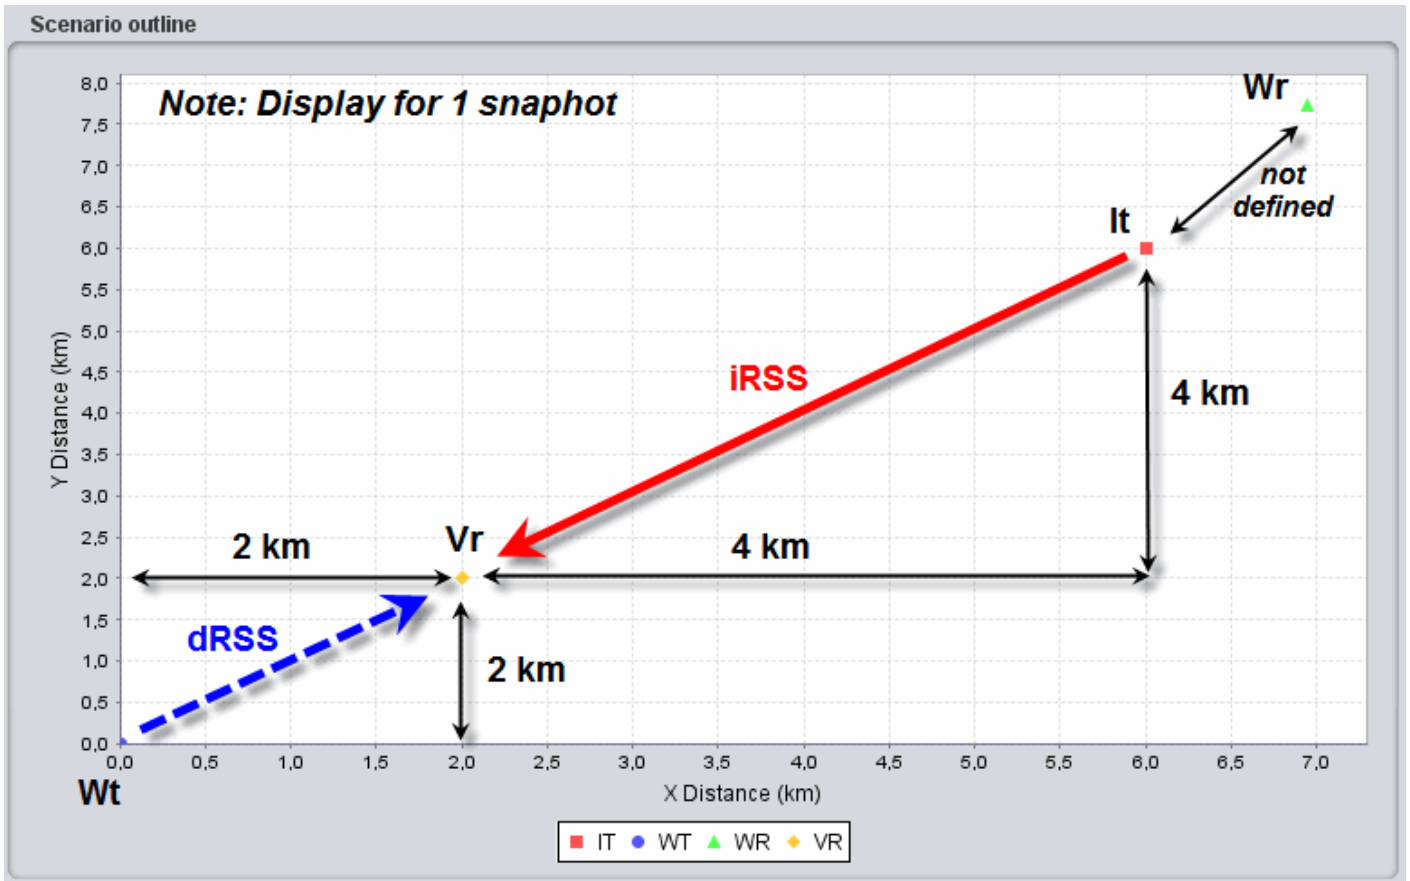 Scenario outline
Note: Display for 1 snaphot
Wr
not
defined
It
iRSS
4 km
2 km
Vr
4 km
dRSS
2 km
Wt
Y Distance (km)
8,0
7,5
7,0
6,5
6,0
5,5
5,0
4,5
4,0
3,5
3,0
2,5
2,0
1,5
1,0
0,5
0,0
0,0 0,5 1,0 1,5 2,0 2,5 3,0 3,5 4,0 4,5 5,0 5,5 6,0 6,5 7,0
X Distance (km)
IT WT WR VR